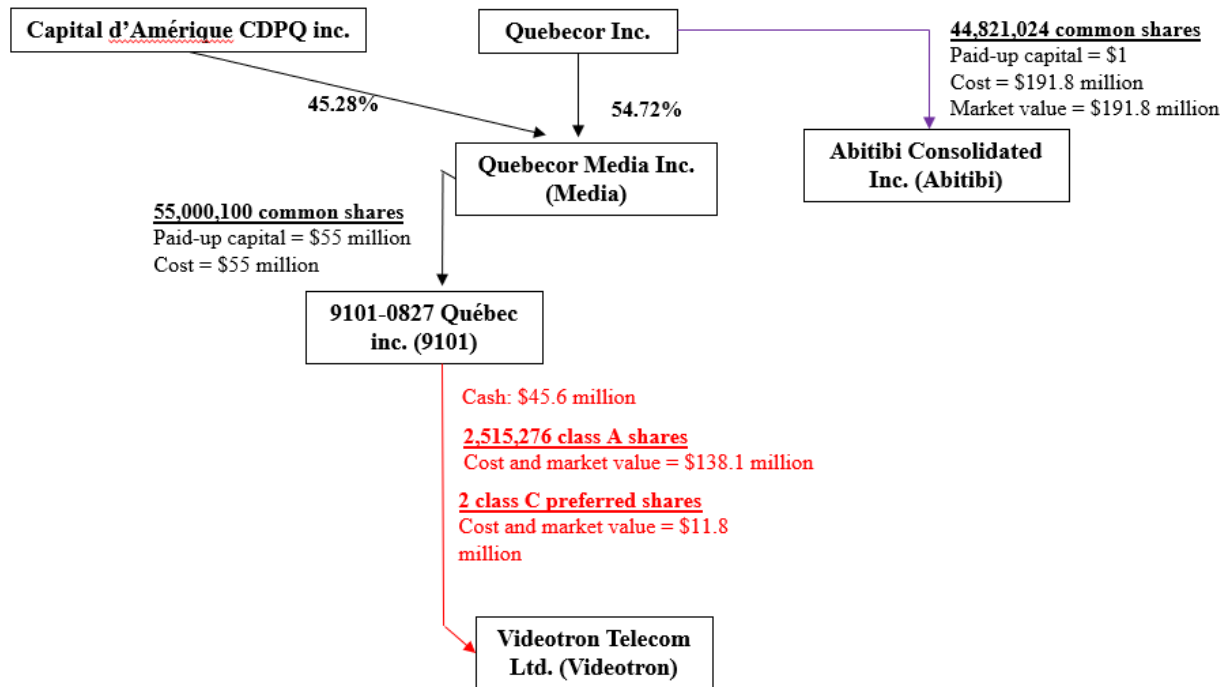 Capital d’Amérique CDPQ inc.
Quebecor Inc.
44,821,024 common shares
Paid-up capital = $1
Cost = $191.8 million
Market value = $191.8 million
45.28%
54.72%
Quebecor Media Inc.
(Media)
Abitibi Consolidated
Inc. (Abitibi)
55,000,100 common shares
Paid-up capital = $55 million
Cost = $55 million
9101-0827 Québec
inc. (9101)
Cash: $45.6 million
2,515,276 class A shares
Cost and market value = $138.1 million
2 class C preferred shares
Cost and market value = $11.8
million
Videotron Telecom
Ltd. (Videotron)